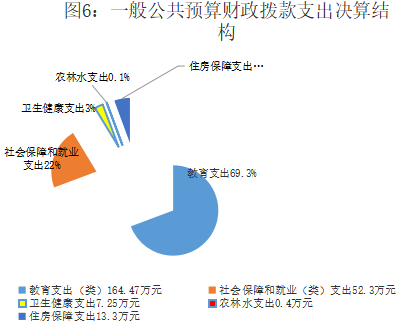 图6：一般公共预算财政拨款支出决算结
构
农林水支出0.1%
住房保障支出…
卫生健康支出3%
社会保障和就业
支出22%
教育支出69.3%
教育支出（类）164.47万元
社会保障和就业（类）支出52.3万元
卫生健康支出7.25万元
农林水支出0.4万元
住房保障支出13.3万元